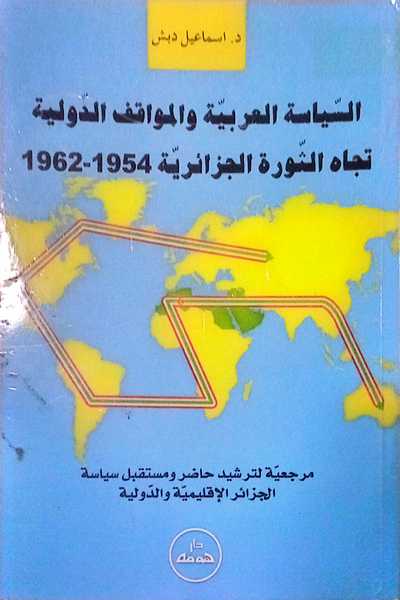 د. اسماعيل دبش
السّياسة العربيّة والمواقف الدّولية
تجاه الثّورة الجزائريّة 1954-1962
مرجعيّة لترشيد حاضر ومستقبل سياسة
الجزائر الإقليميّة والدّولية
دار
هومه